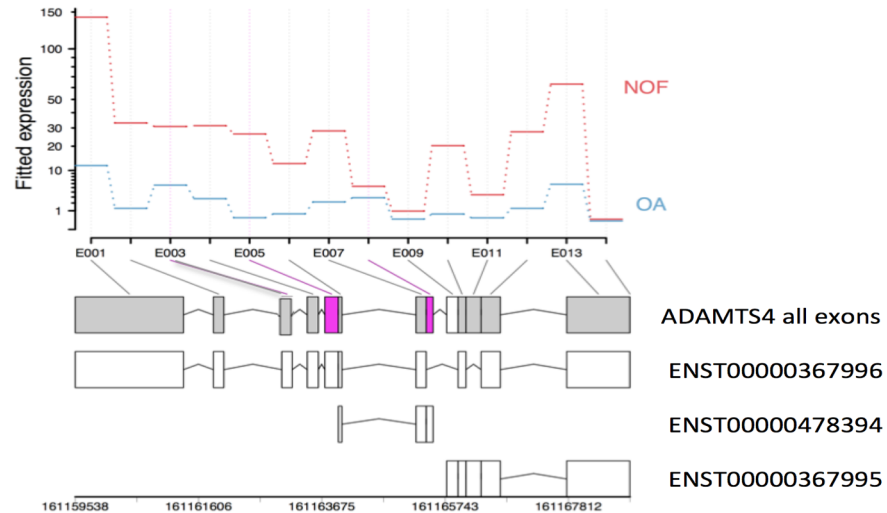 150
100
50
30
20
10
1
Fitted expression
NOF
OA
E001 E003 E005 E007 E009 E011 E013
ADAMTS4 all exons
ENST00000367996
ENST00000478394
ENST00000367995
161159538 161161606 161163675 161165743 161167812